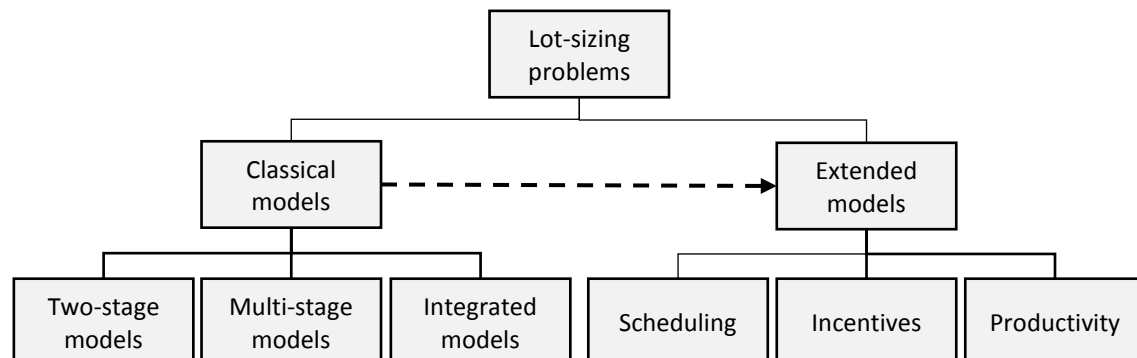 Lot-sizing
problems
Classical
models
Extended
models
Two-stage
models
Multi-stage
models
Integrated
models
Scheduling
Incentives
Productivity